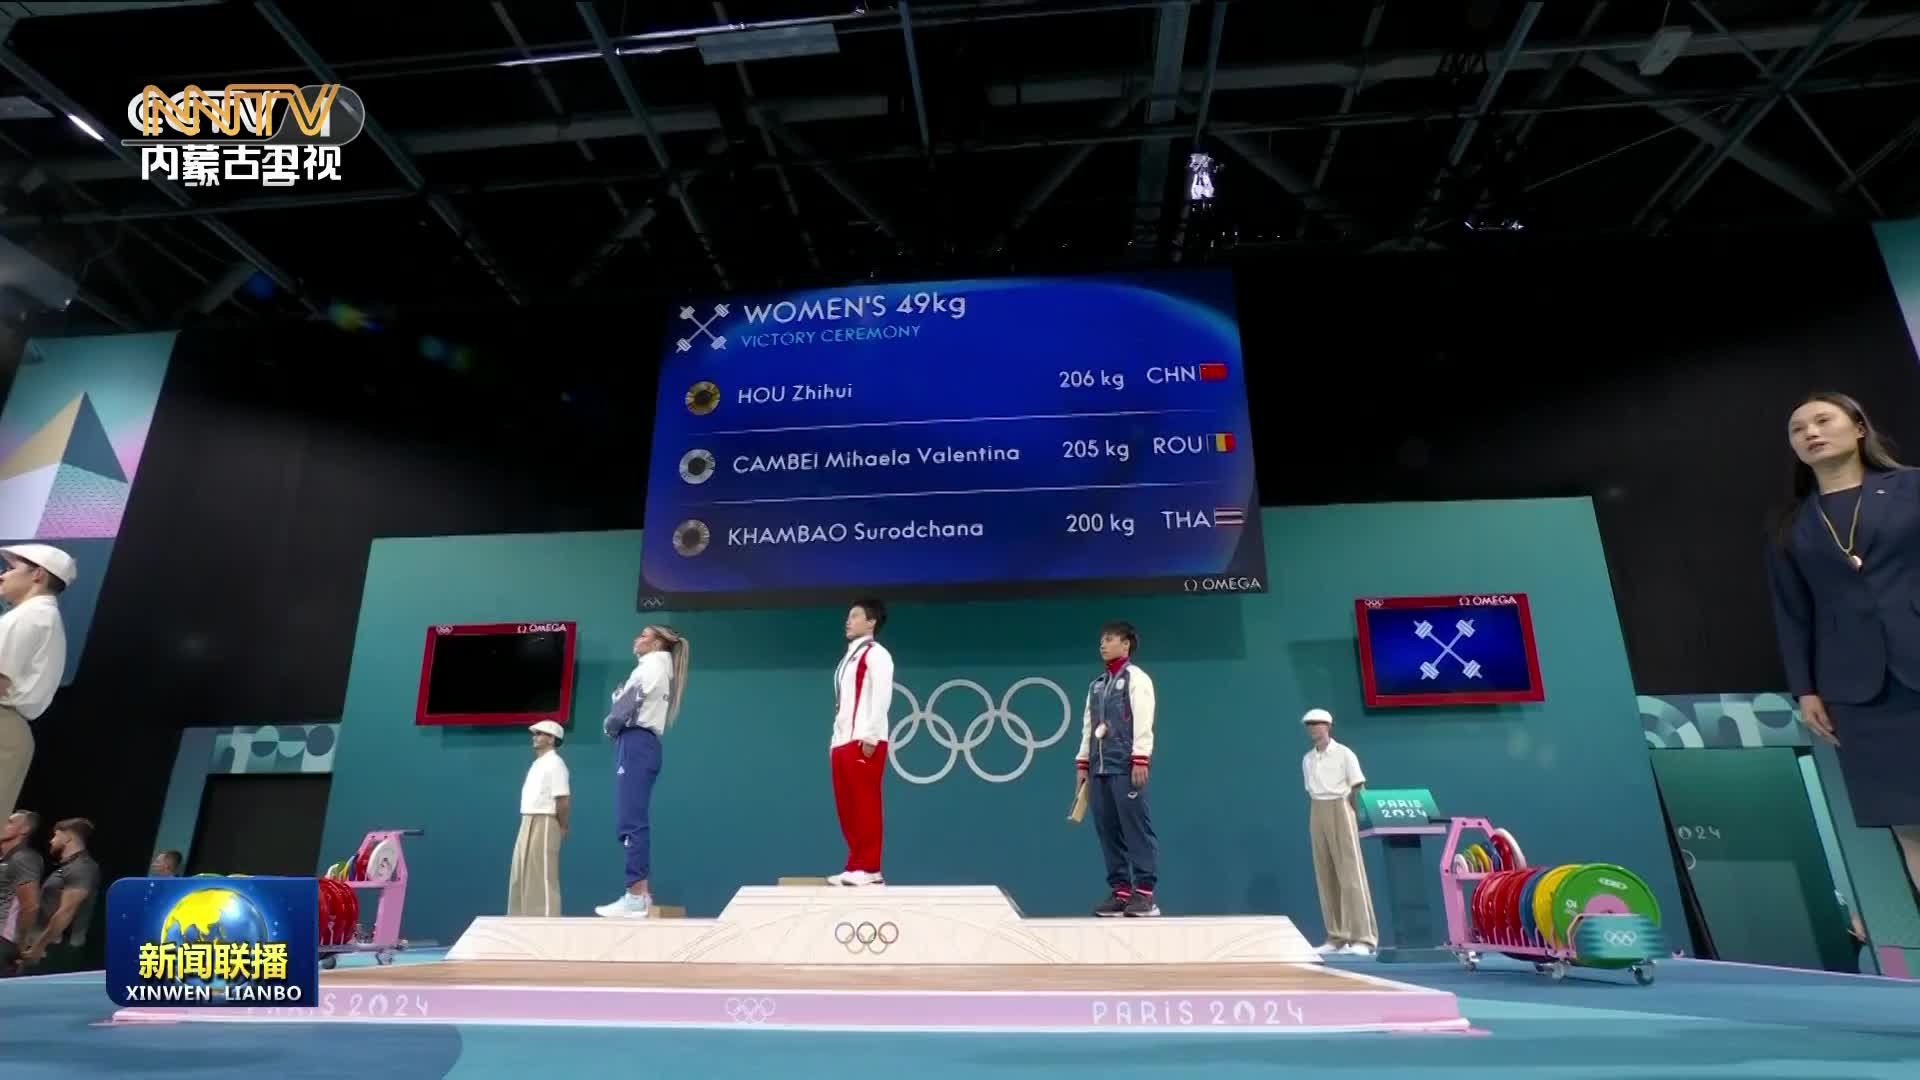 NNTV
内蒙古卫视
WOMEN'S 49kg
VICTORY CEREMONY
HOU Zhihui 206 kg CHN
CAMBEI Mihaela Valentina 205 kg ROU
KHAMBAO Surodchana 200 kg THA
Ω OMEGA
Ω OMEGA
Ω OMEGA
PARIS
2024
2024
新闻联播
XINWEN LIANBO
PARIS 2024
PARIS 2024